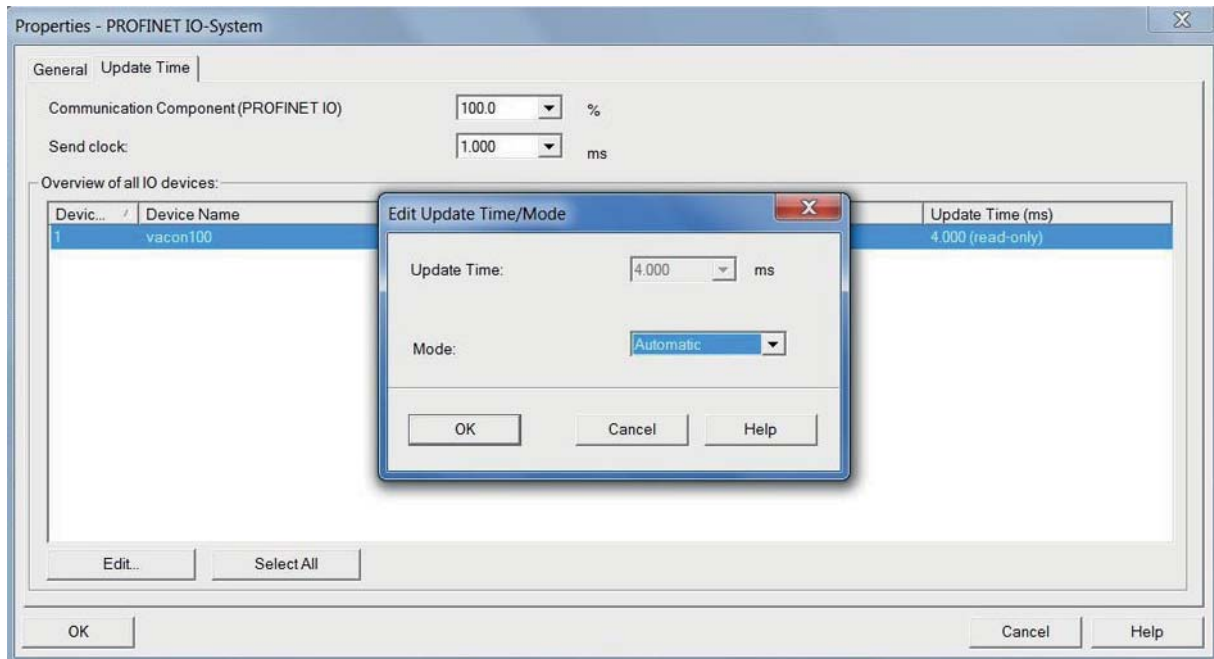 Properties - PROFINET IO-System
General Update Time
Communication Component (PROFINET IO) 100.0 %
Send clock: 1.000 ms
Overview of all IO devices:
Devic... / Device Name Update Time (ms)
1 vacon100 4.000 (read-only)
Edit Update Time/Mode
Update Time: 4.000 ms
Mode: Automatic
OK Cancel Help
Edit... Select All
OK Cancel Help